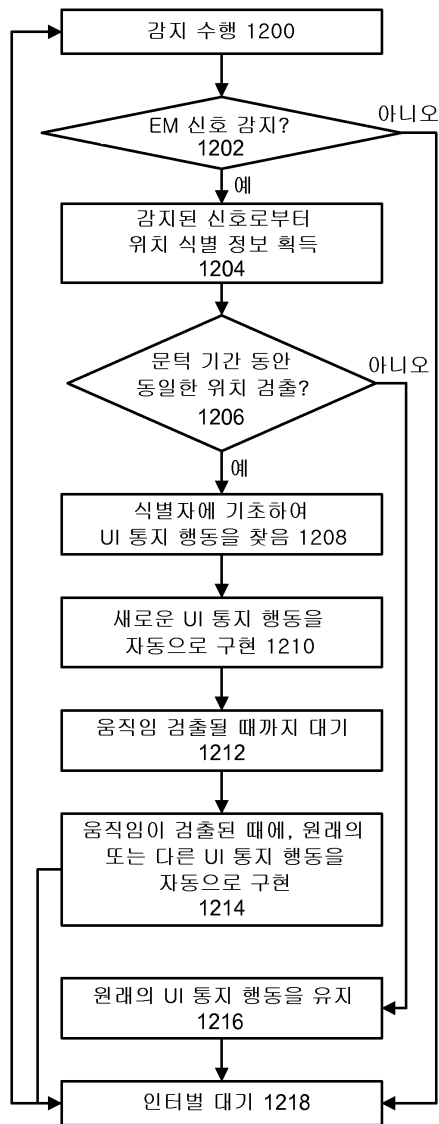 감지 수행 1200
아니오
EM 신호 감지?
1202
예
감지된 신호로부터
위치 식별 정보 획득
1204
문턱 기간 동안
동일한 위치 검출?
1206
아니오
예
식별자에 기초하여
UI 통지 행동을 찾음 1208
새로운 UI 통지 행동을
자동으로 구현 1210
움직임 검출될 때까지 대기
1212
움직임이 검출된 때에, 원래의
또는 다른 UI 통지 행동을
자동으로 구현
1214
원래의 UI 통지 행동을 유지
1216
인터벌 대기 1218